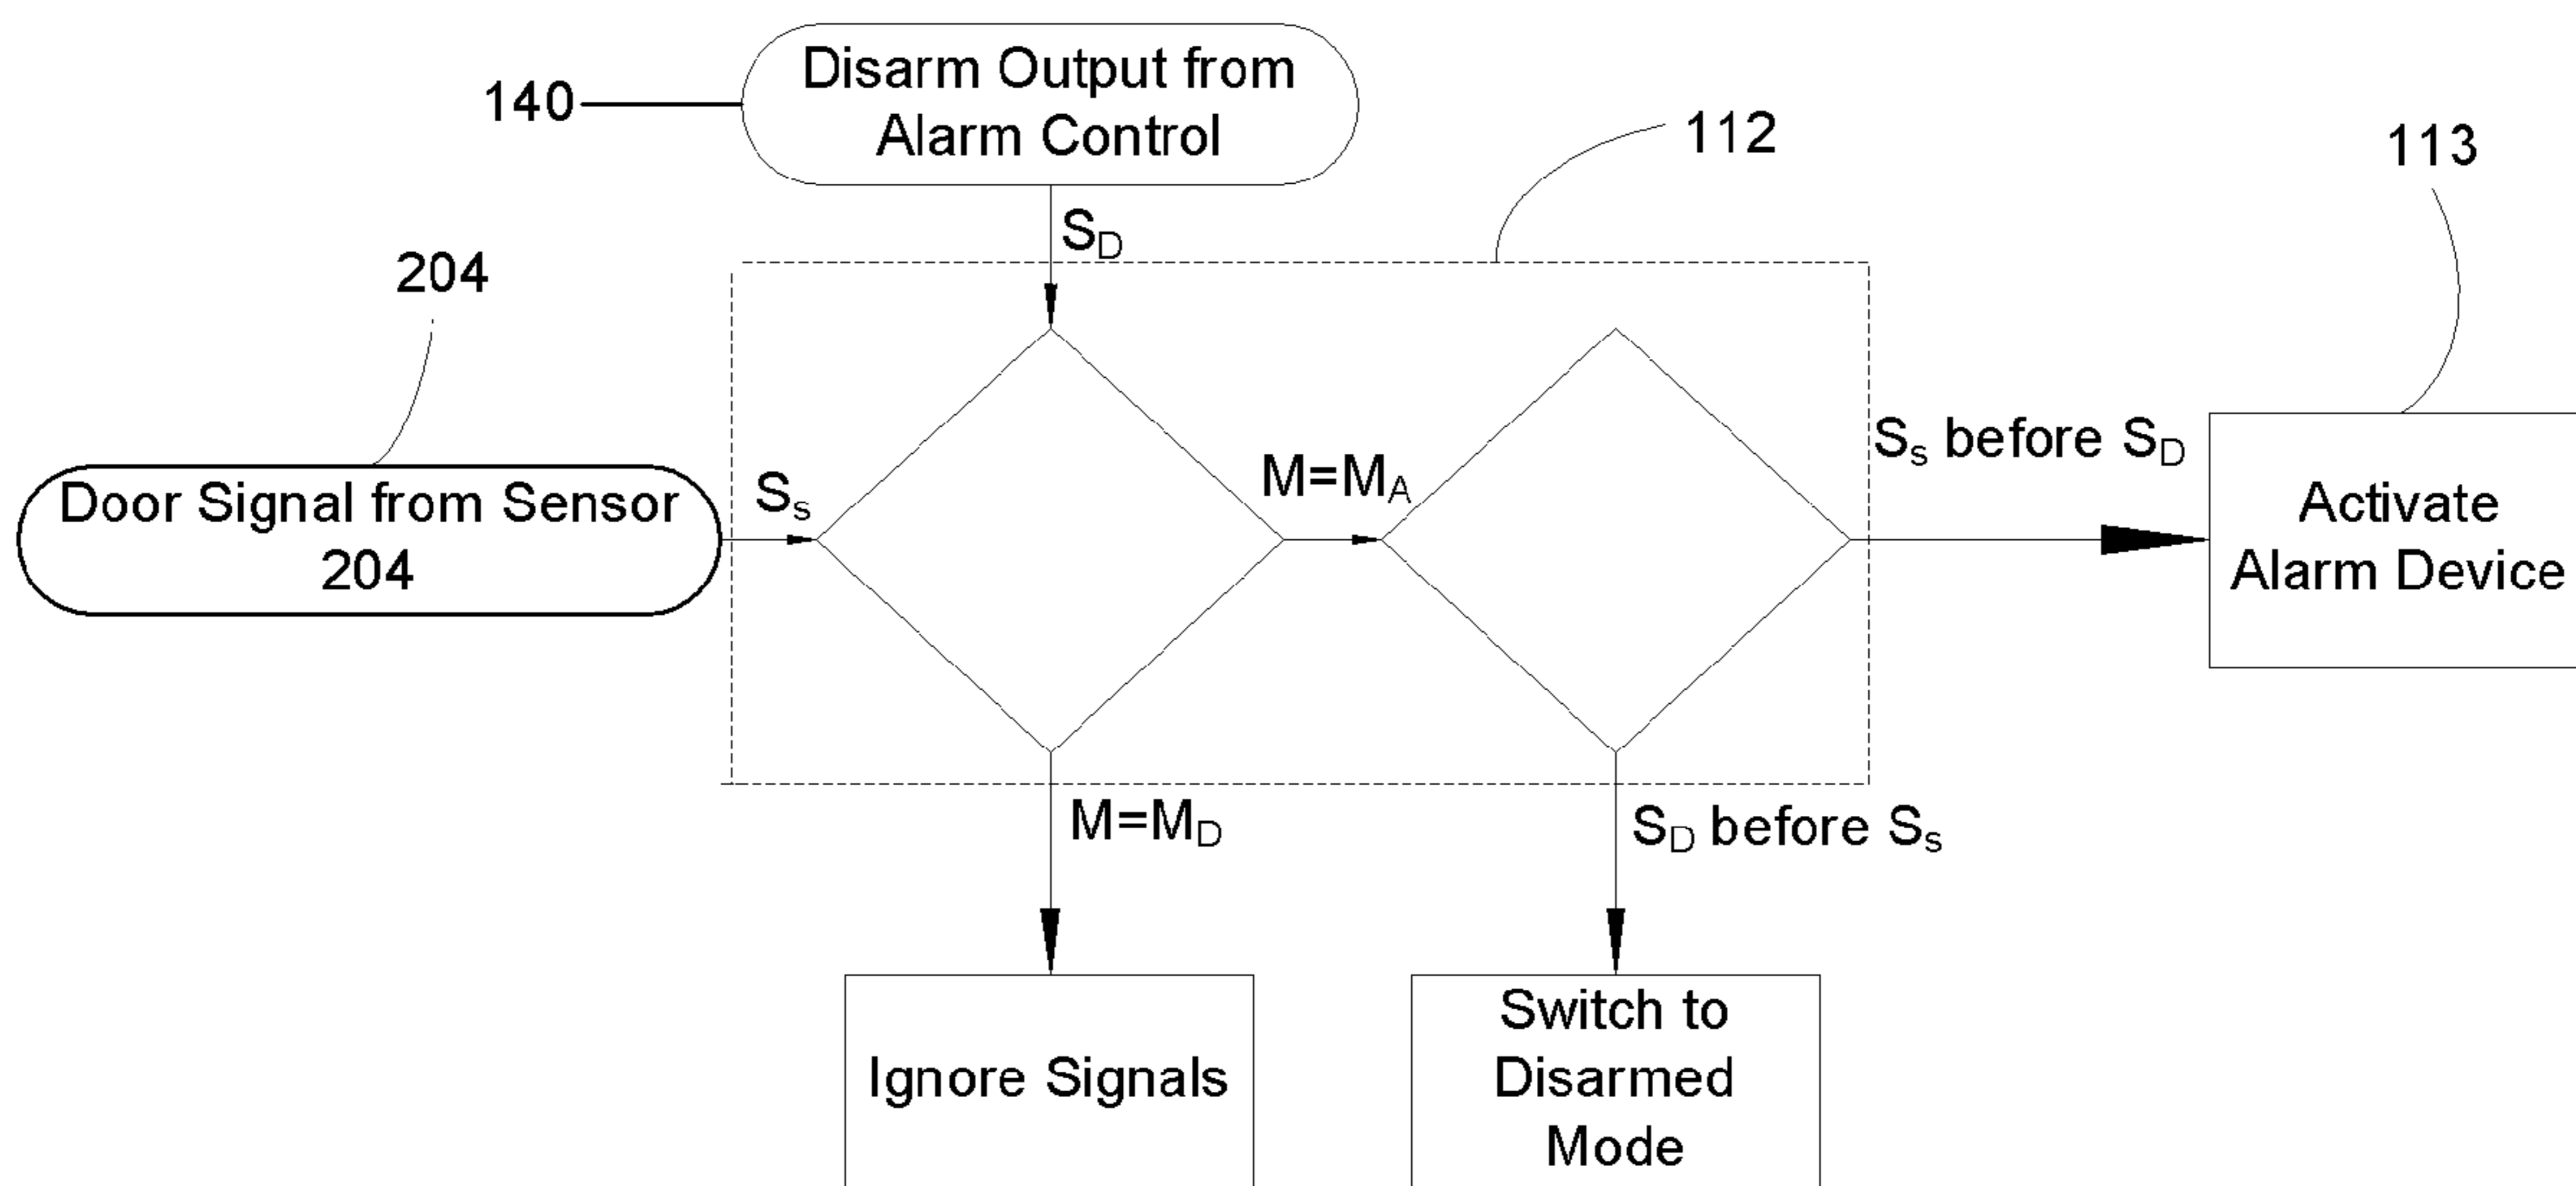 Disarm Output from
Alarm Control
140
112
113
S_D
204
Door Signal from Sensor
204
S_s
M=M_A
S_s before S_D
Activate
Alarm Device
M=M_D
S_D before S_s
Ignore Signals
Switch to
Disarmed
Mode